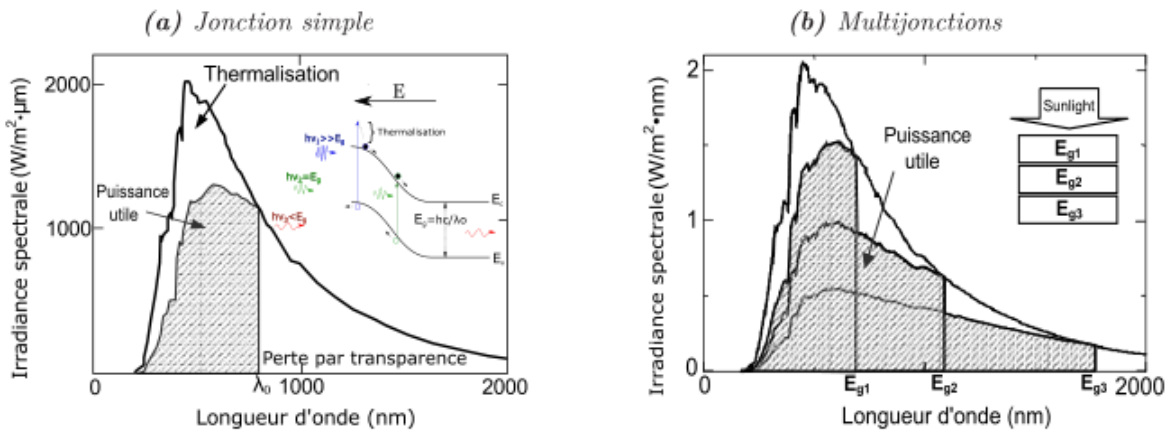 (a) Jonction simple
Irradiance spectrale (W/m²·μm)
2000
1000
Thermalisation
Puissance
utile
E
Thermalisation
hν₁>>Eg
hν₂=Eg
hν₃<Eg
Eg=hc/λo
Ec
Ev
Perte par transparence
0
λ₀
1000
2000
Longueur d'onde (nm)
(b) Multijonctions
Irradiance spectrale (W/m²•nm)
2
1
0
Puissance
utile
Sunlight
Eg1
Eg2
Eg3
0
Eg1
Eg2
Eg3
2000
Longueur d'onde (nm)